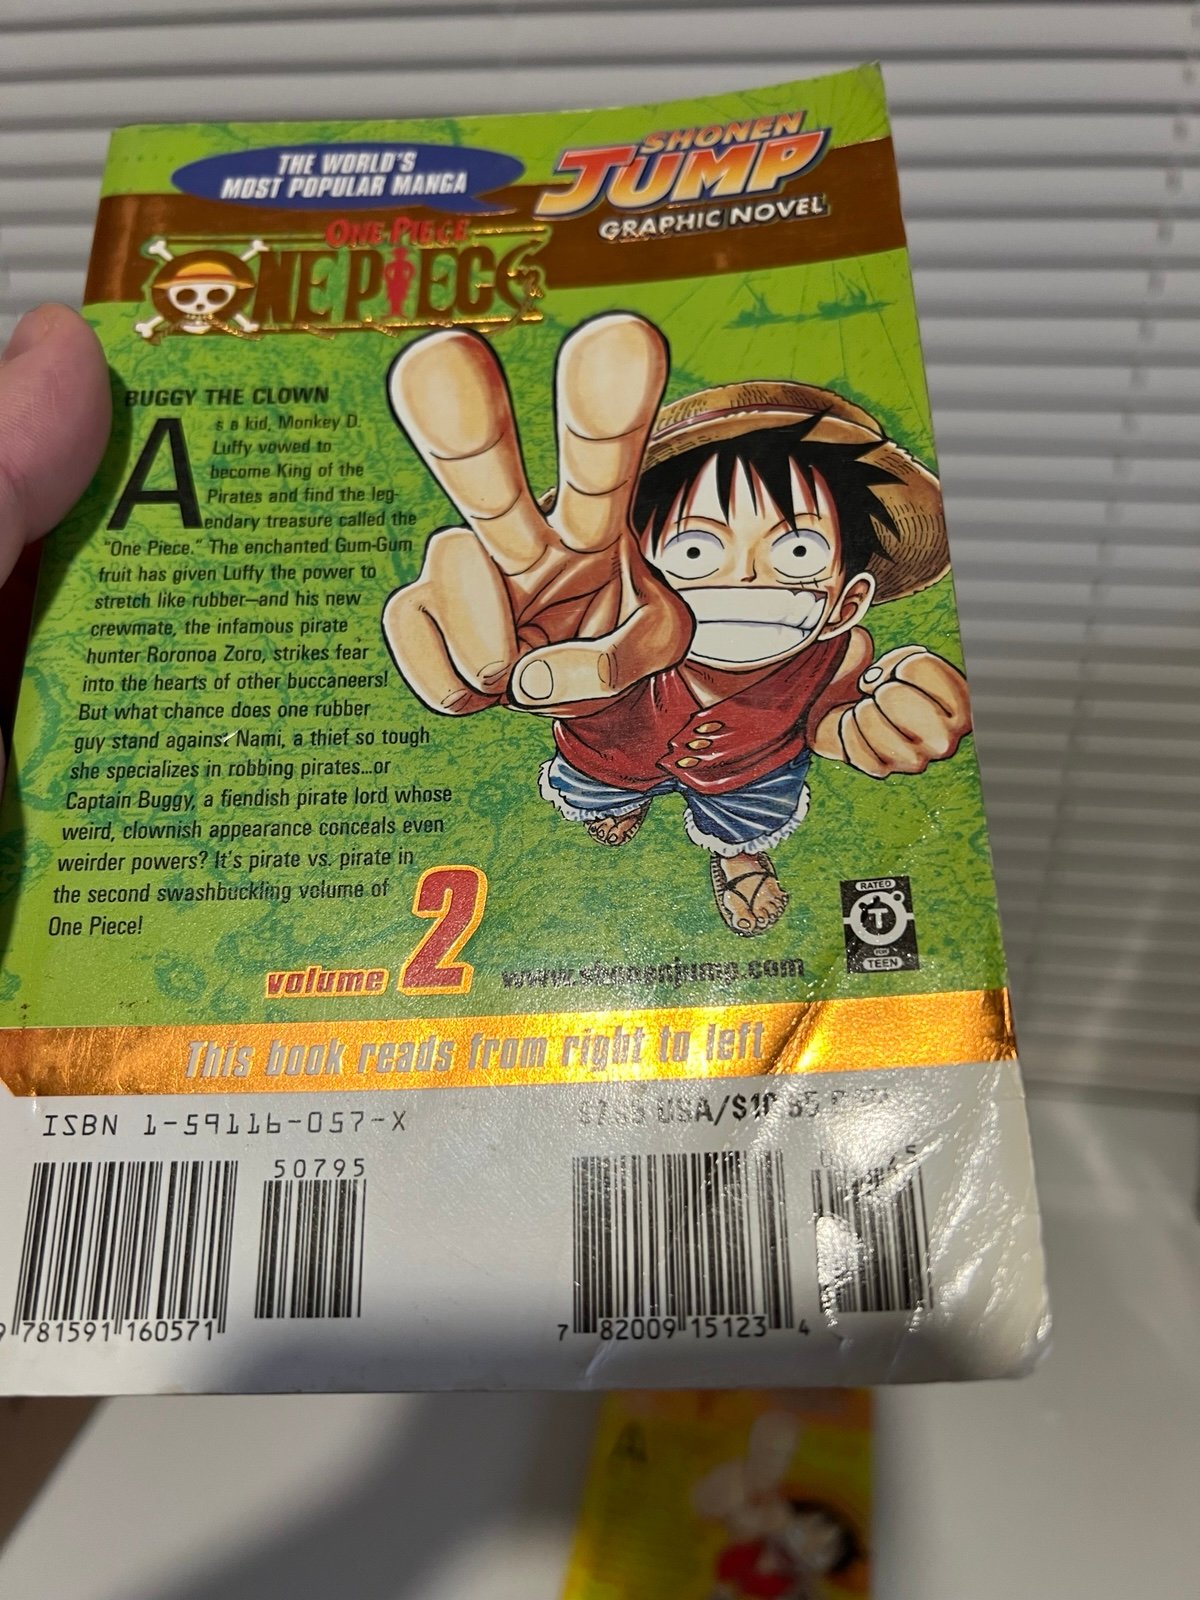 THE WORLD'S
MOST POPULAR MANGA
SHONEN
JUMP
GRAPHIC NOVEL
ONE PIECE
ONE PIECE
BUGGY THE CLOWN
As a kid, Monkey D.
Luffy vowed to
become King of the
Pirates and find the leg-
endary treasure called the
"One Piece." The enchanted Gum-Gum
fruit has given Luffy the power to
stretch like rubber—and his new
crewmate, the infamous pirate
hunter Roronoa Zoro, strikes fear
into the hearts of other buccaneers!
But what chance does one rubber
guy stand against Nami, a thief so tough
she specializes in robbing pirates...or
Captain Buggy, a fiendish pirate lord whose
weird, clownish appearance conceals even
weirder powers? It's pirate vs. pirate in
the second swashbuckling volume of
One Piece!
volume 2
www.shonenjump.com
RATED
T
FOR
TEEN
This book reads from right to left
ISBN 1-59116-057-X
USA
50795
9 781591 160571
7 82009 15123 4